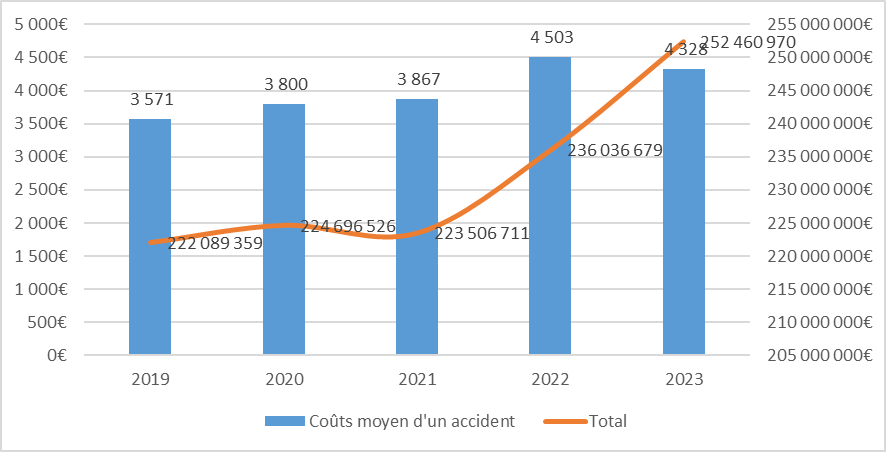 5 000€
4 500€
4 000€
3 500€
3 000€
2 500€
2 000€
1 500€
1 000€
500€
0€
3 571
3 800
3 867
4 503
4 328
222 089 359
224 696 526
223 506 711
236 036 679
252 460 970
255 000 000€
250 000 000€
245 000 000€
240 000 000€
235 000 000€
230 000 000€
225 000 000€
220 000 000€
215 000 000€
210 000 000€
205 000 000€
2019 2020 2021 2022 2023
Coûts moyen d'un accident Total